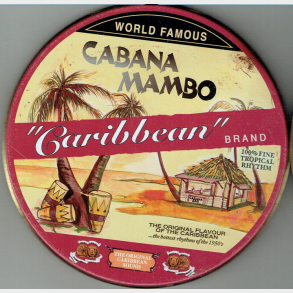 WORLD FAMOUS
CABANA
MAMBO
"Caribbean"
BRAND
100% FINE
TROPICAL
RHYTHM
THE ORIGINAL FLAVOUR
OF THE CARIBBEAN
...the hottest rhythms of the 1950's
THE ORIGINAL
CARIBBEAN
SOUND